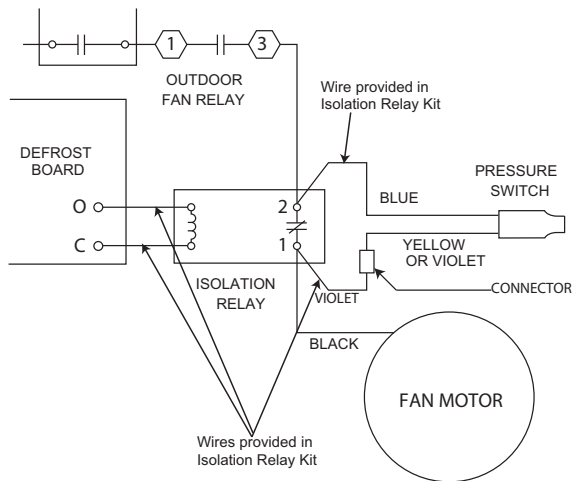 1
3
OUTDOOR
FAN RELAY
Wire provided in
Isolation Relay Kit
DEFROST
BOARD
PRESSURE
SWITCH
O
2
BLUE
C
1
YELLOW
OR VIOLET
ISOLATION
RELAY
VIOLET
CONNECTOR
BLACK
FAN MOTOR
Wires provided in
Isolation Relay Kit